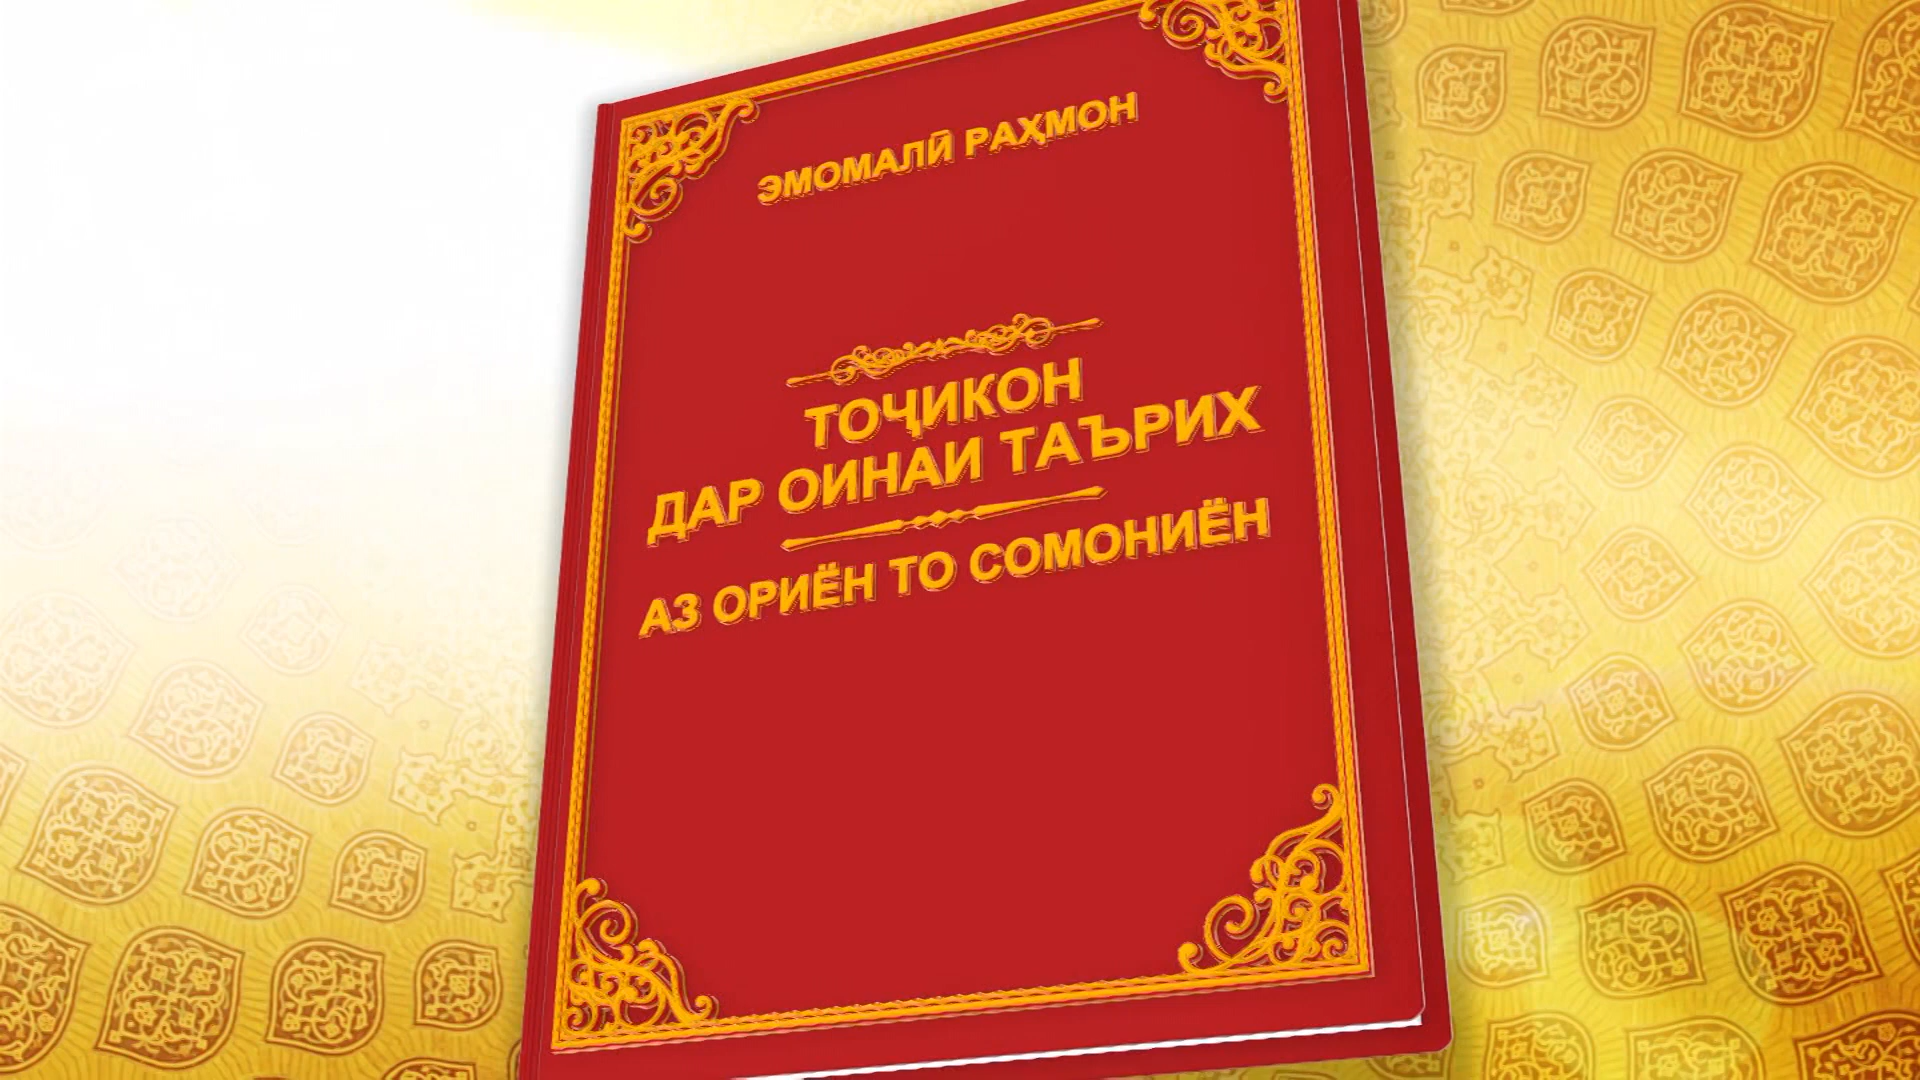 ЭМОМАЛӢ РАҲМОН
ТОҶИКОН
ДАР ОИНАИ ТАЪРИХ
АЗ ОРИЁН ТО СОМОНИЁН